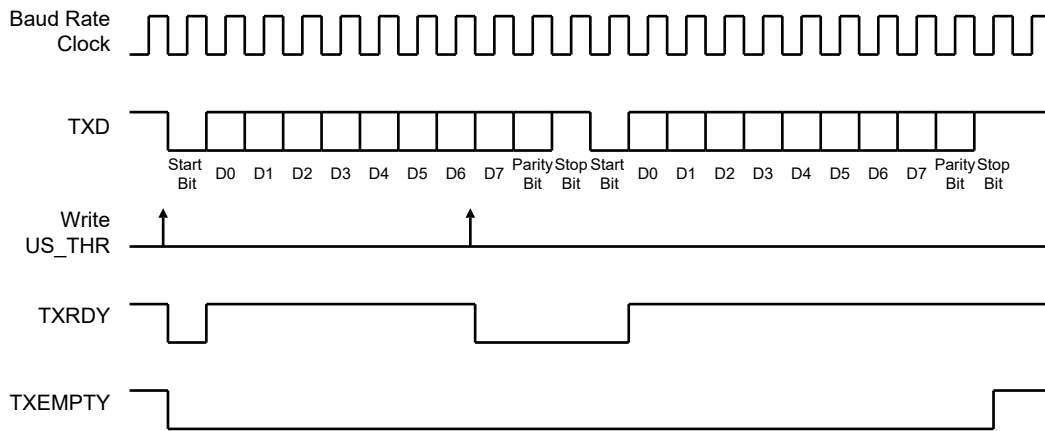 Baud Rate
Clock
TXD
Start
Bit
D0
D1
D2
D3
D4
D5
D6
D7
Parity
Bit
Stop
Bit
Start
Bit
D0
D1
D2
D3
D4
D5
D6
D7
Parity
Bit
Stop
Bit
Write
US_THR
TXRDY
TXEMPTY